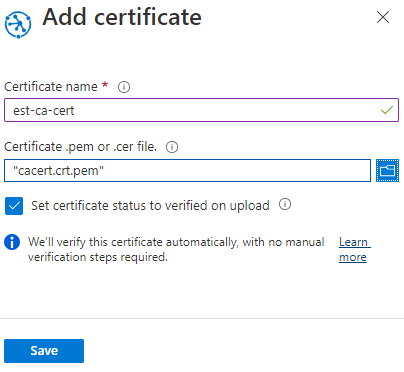 Add certificate
Certificate name *
est-ca-cert
Certificate .pem or .cer file.
"cacert.crt.pem"
Set certificate status to verified on upload
We'll verify this certificate automatically, with no manual
verification steps required.
Learn
more
Save